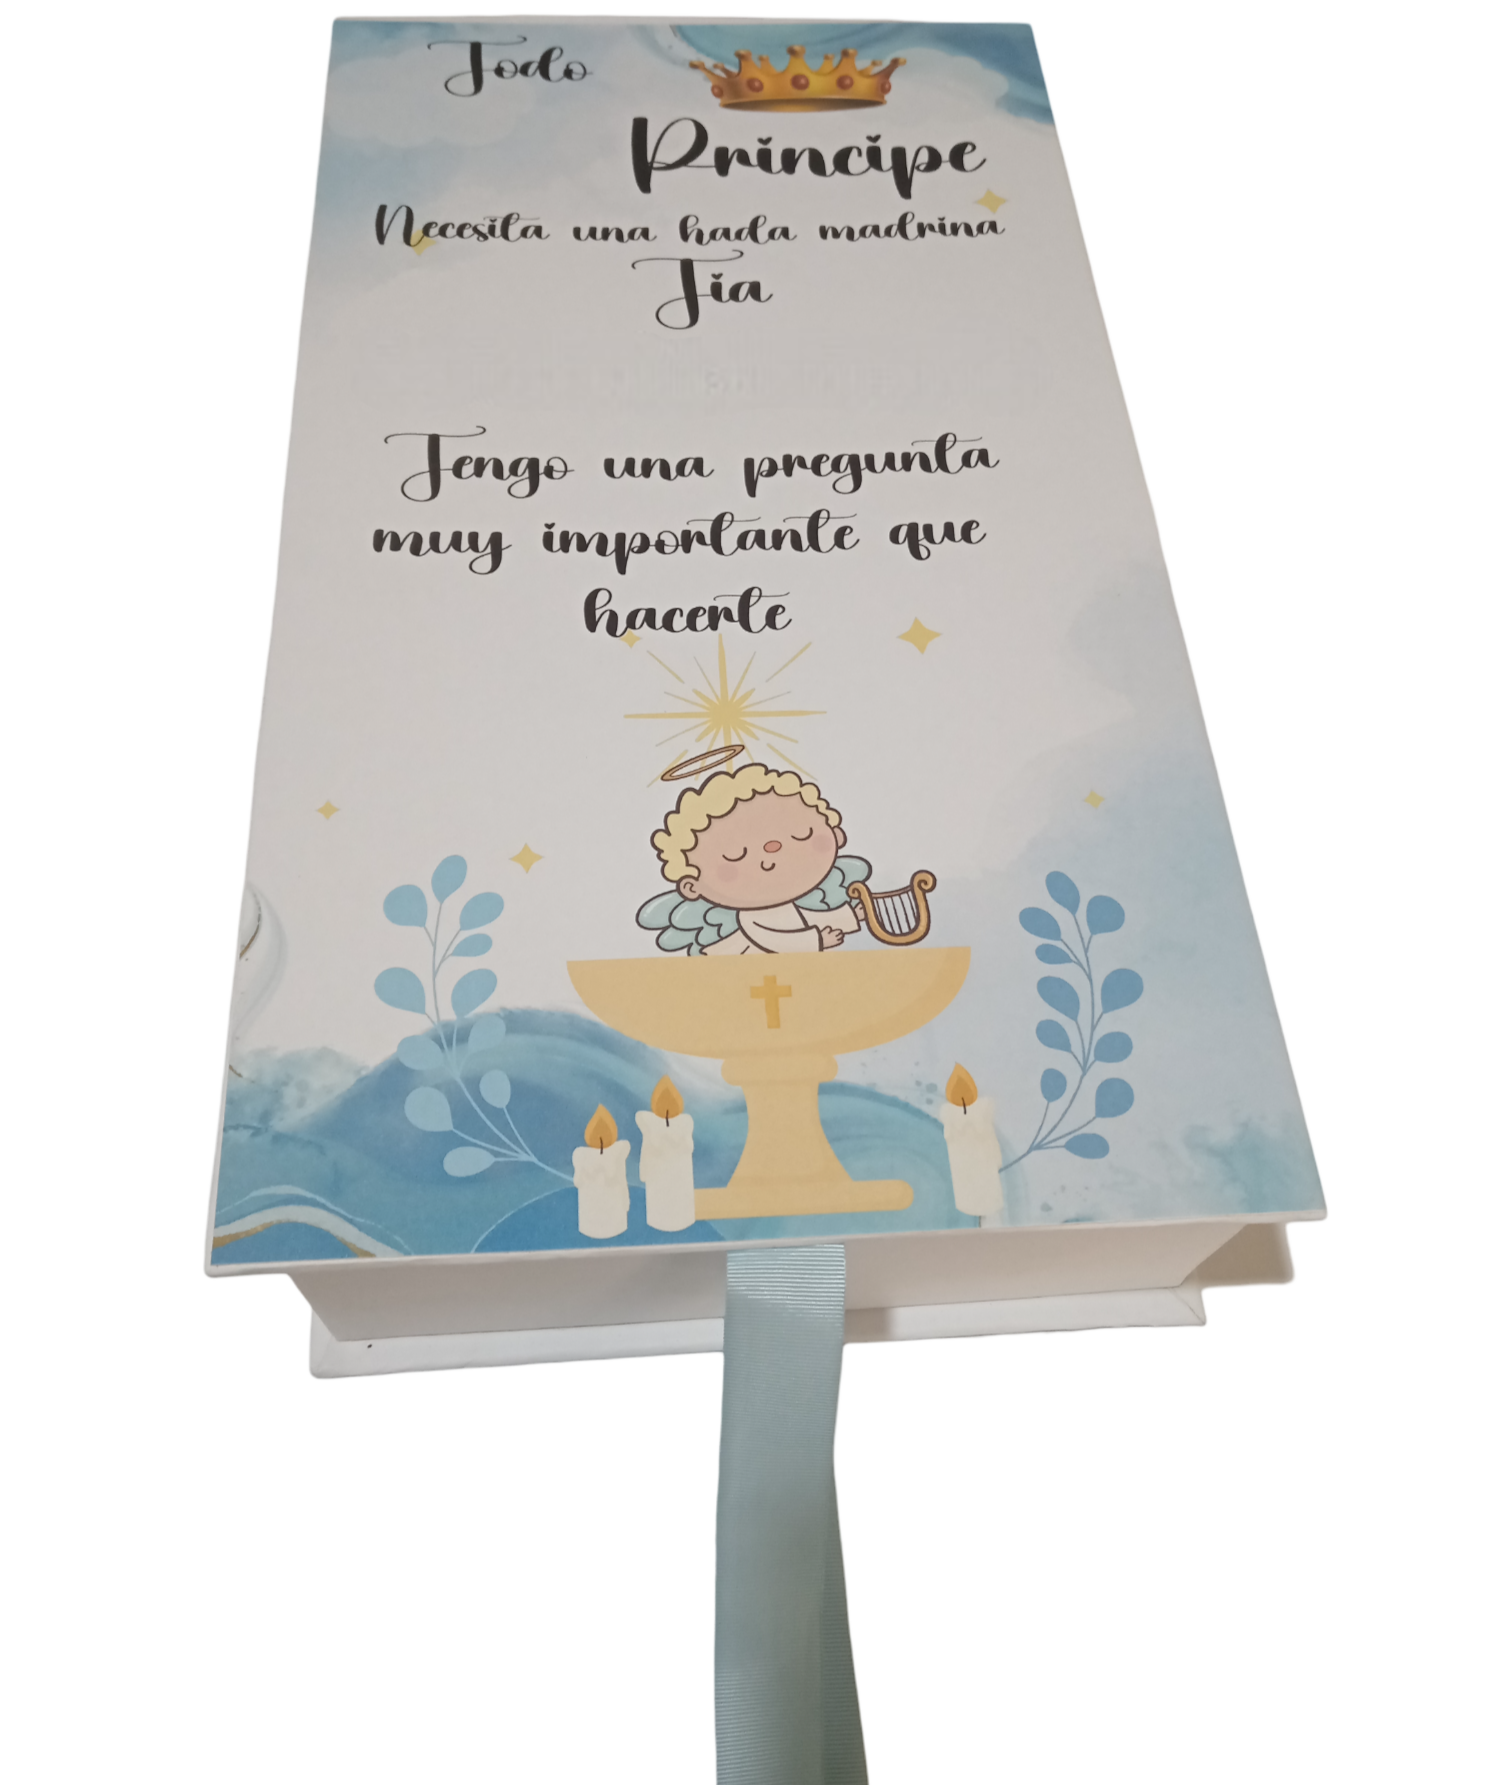 Todo
Principe
Necesita una hada madrina
Tia
Tengo una pregunta
muy importante que
hacerte